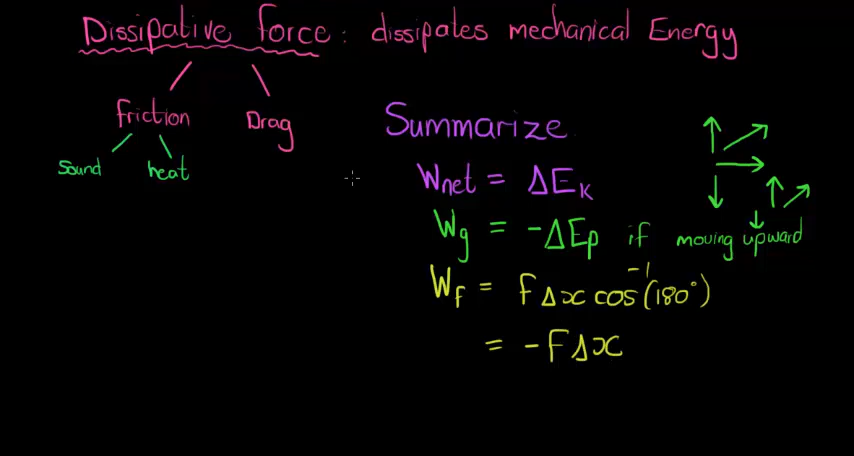 Dissipative force: dissipates mechanical Energy
friction
Drag
Sound heat
Summarize
Wnet = ΔEK
Wg = -ΔEp if moving upward
Wf = FΔx cos(180°)
-1
= -FΔx